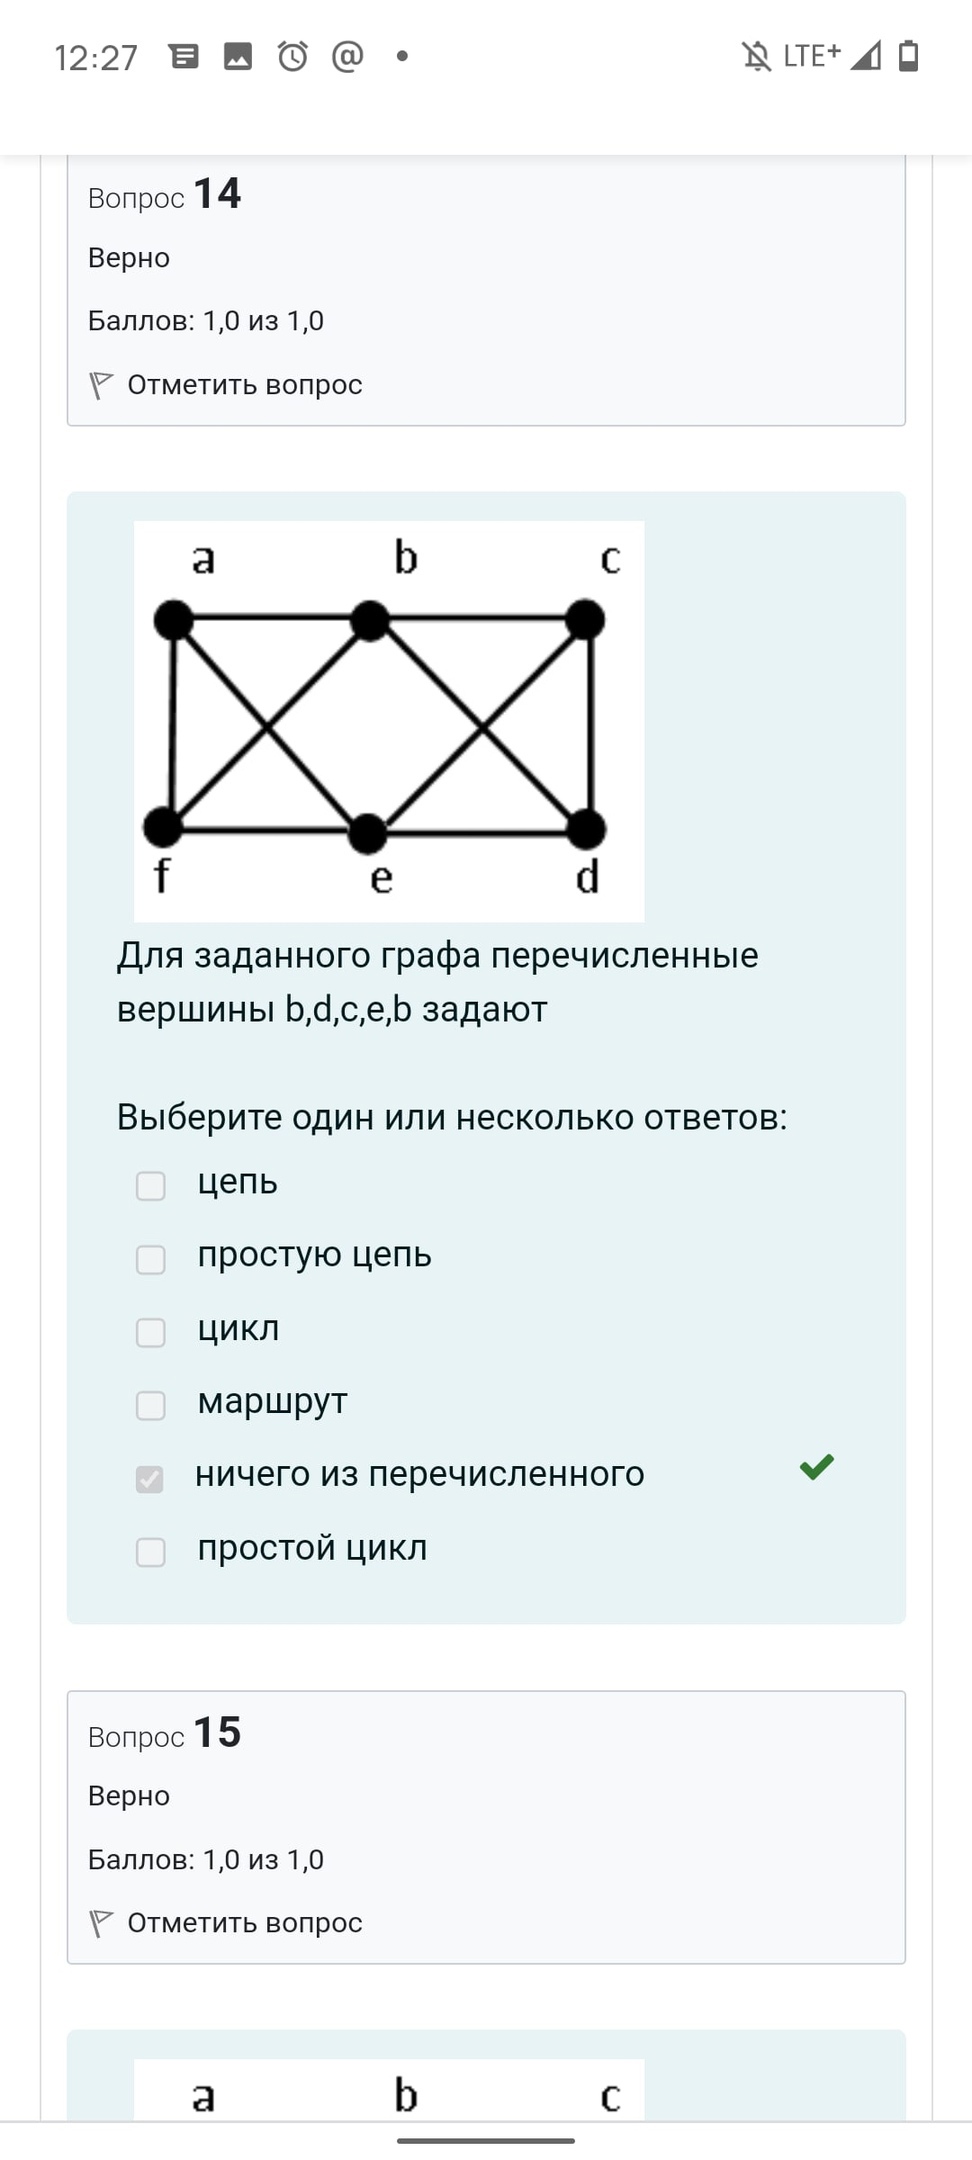 12:27
@
LTE+
Вопрос 14
Верно
Баллов: 1,0 из 1,0
Отметить вопрос
a b c
f e d
Для заданного графа перечисленные
вершины b,d,c,e,b задают
Выберите один или несколько ответов:
цепь
простую цепь
цикл
маршрут
ничего из перечисленного
простой цикл
Вопрос 15
Верно
Баллов: 1,0 из 1,0
Отметить вопрос
a b c